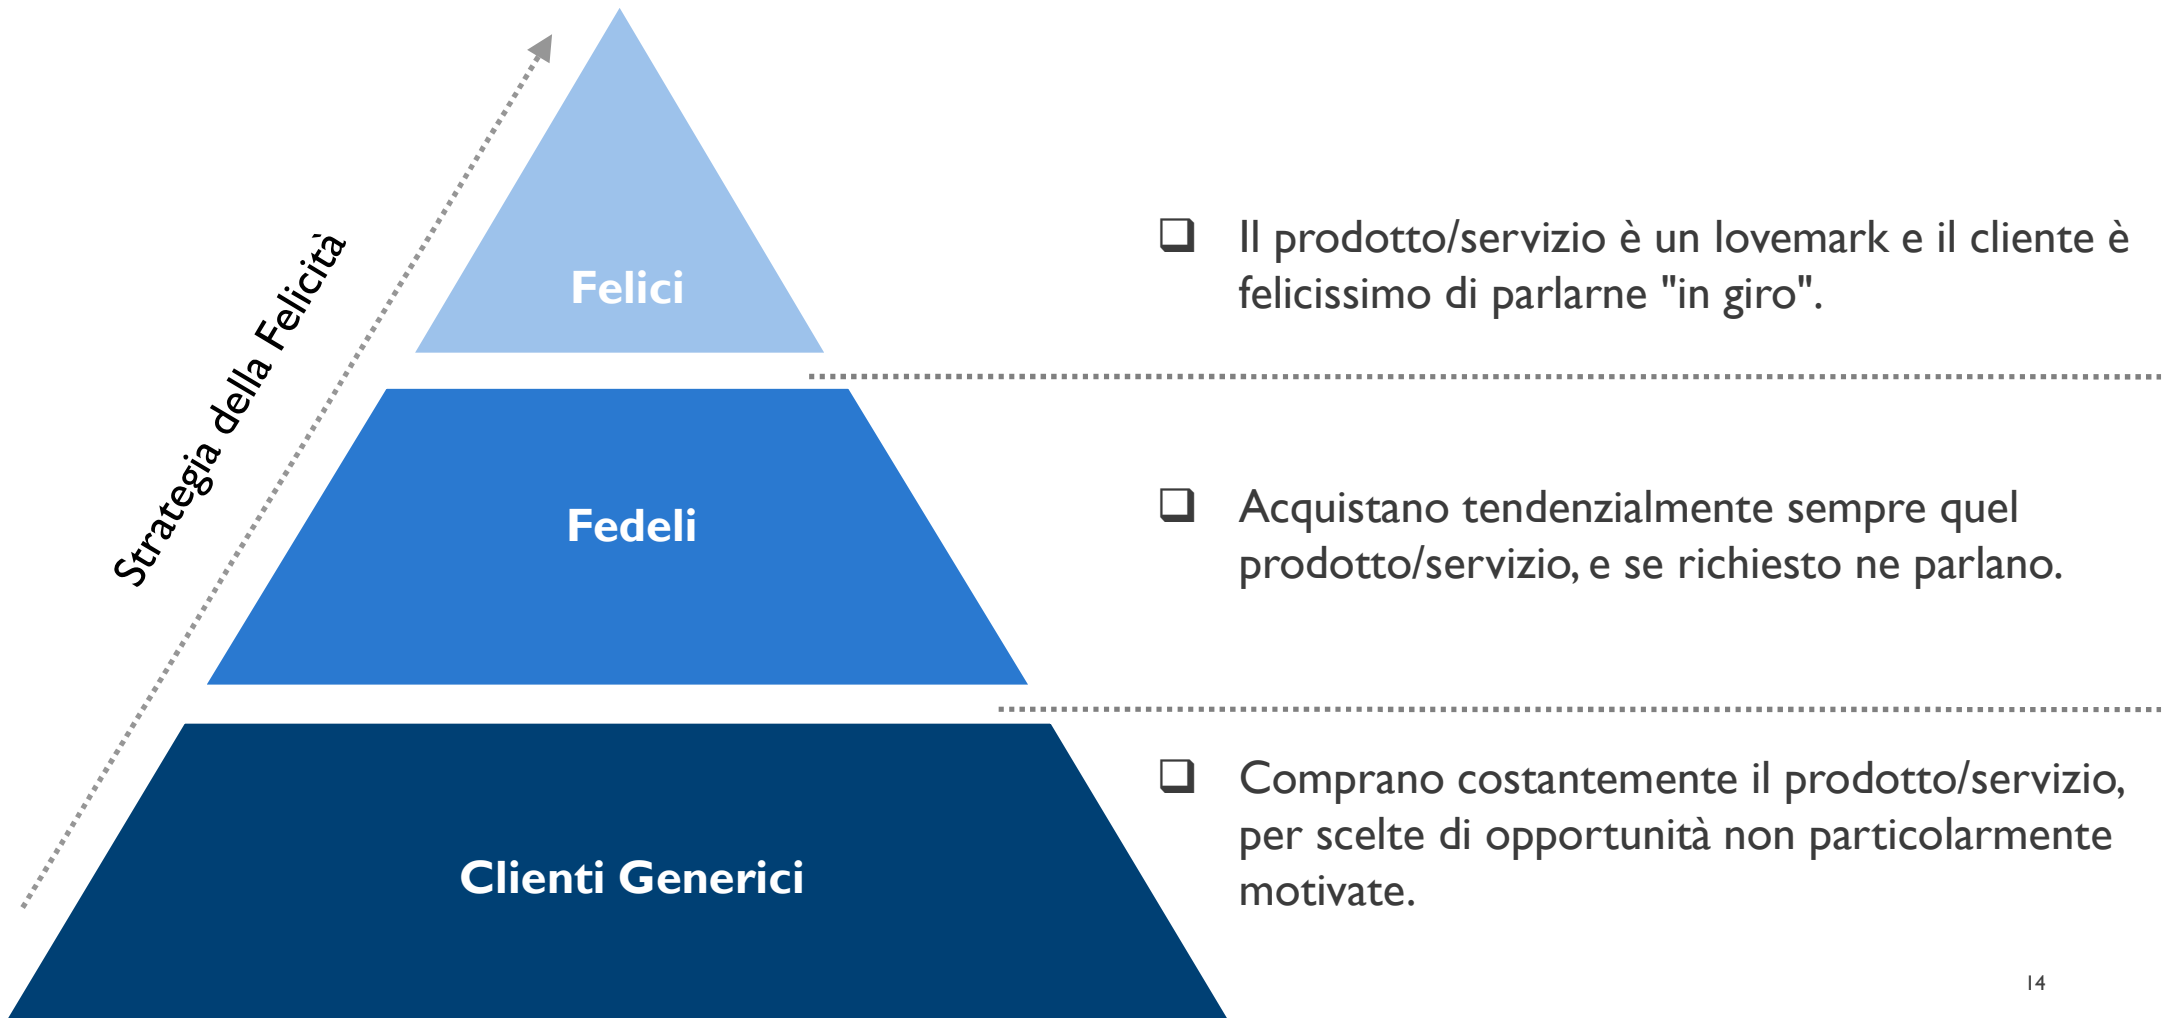 Strategia della Felicità
Felici
❑ Il prodotto/servizio è un lovemark e il cliente è
felicissimo di parlarne "in giro".
Fedeli
❑ Acquistano tendenzialmente sempre quel
prodotto/servizio, e se richiesto ne parlano.
Clienti Generici
❑ Comprano costantemente il prodotto/servizio,
per scelte di opportunità non particolarmente
motivate.
14